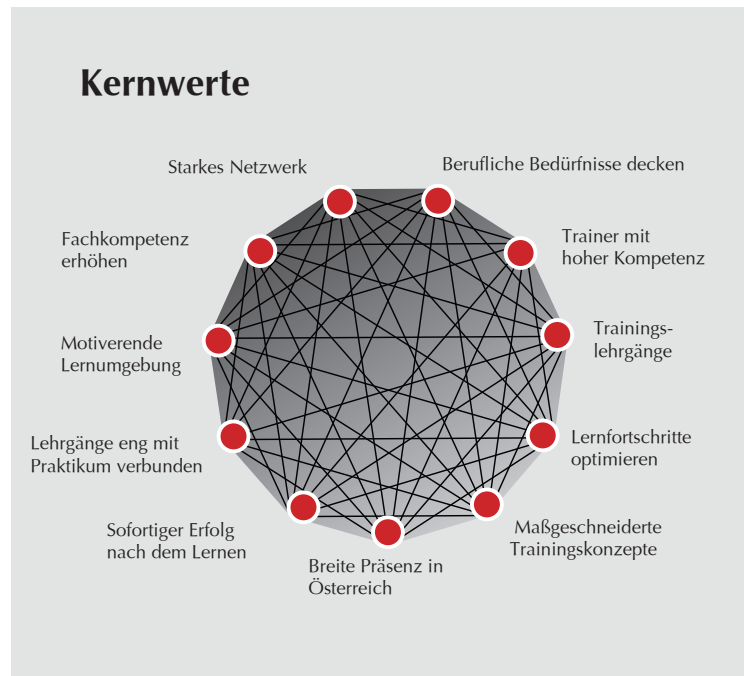 Kernwerte
Starkes Netzwerk
Berufliche Bedürfnisse decken
Fachkompetenz
erhöhen
Trainer mit
hoher Kompetenz
Motiverende
Lernumgebung
Trainings-
lehrgänge
Lehrgänge eng mit
Praktikum verbunden
Lernfortschritte
optimieren
Sofortiger Erfolg
nach dem Lernen
Maßgeschneiderte
Trainingskonzepte
Breite Präsenz in
Österreich